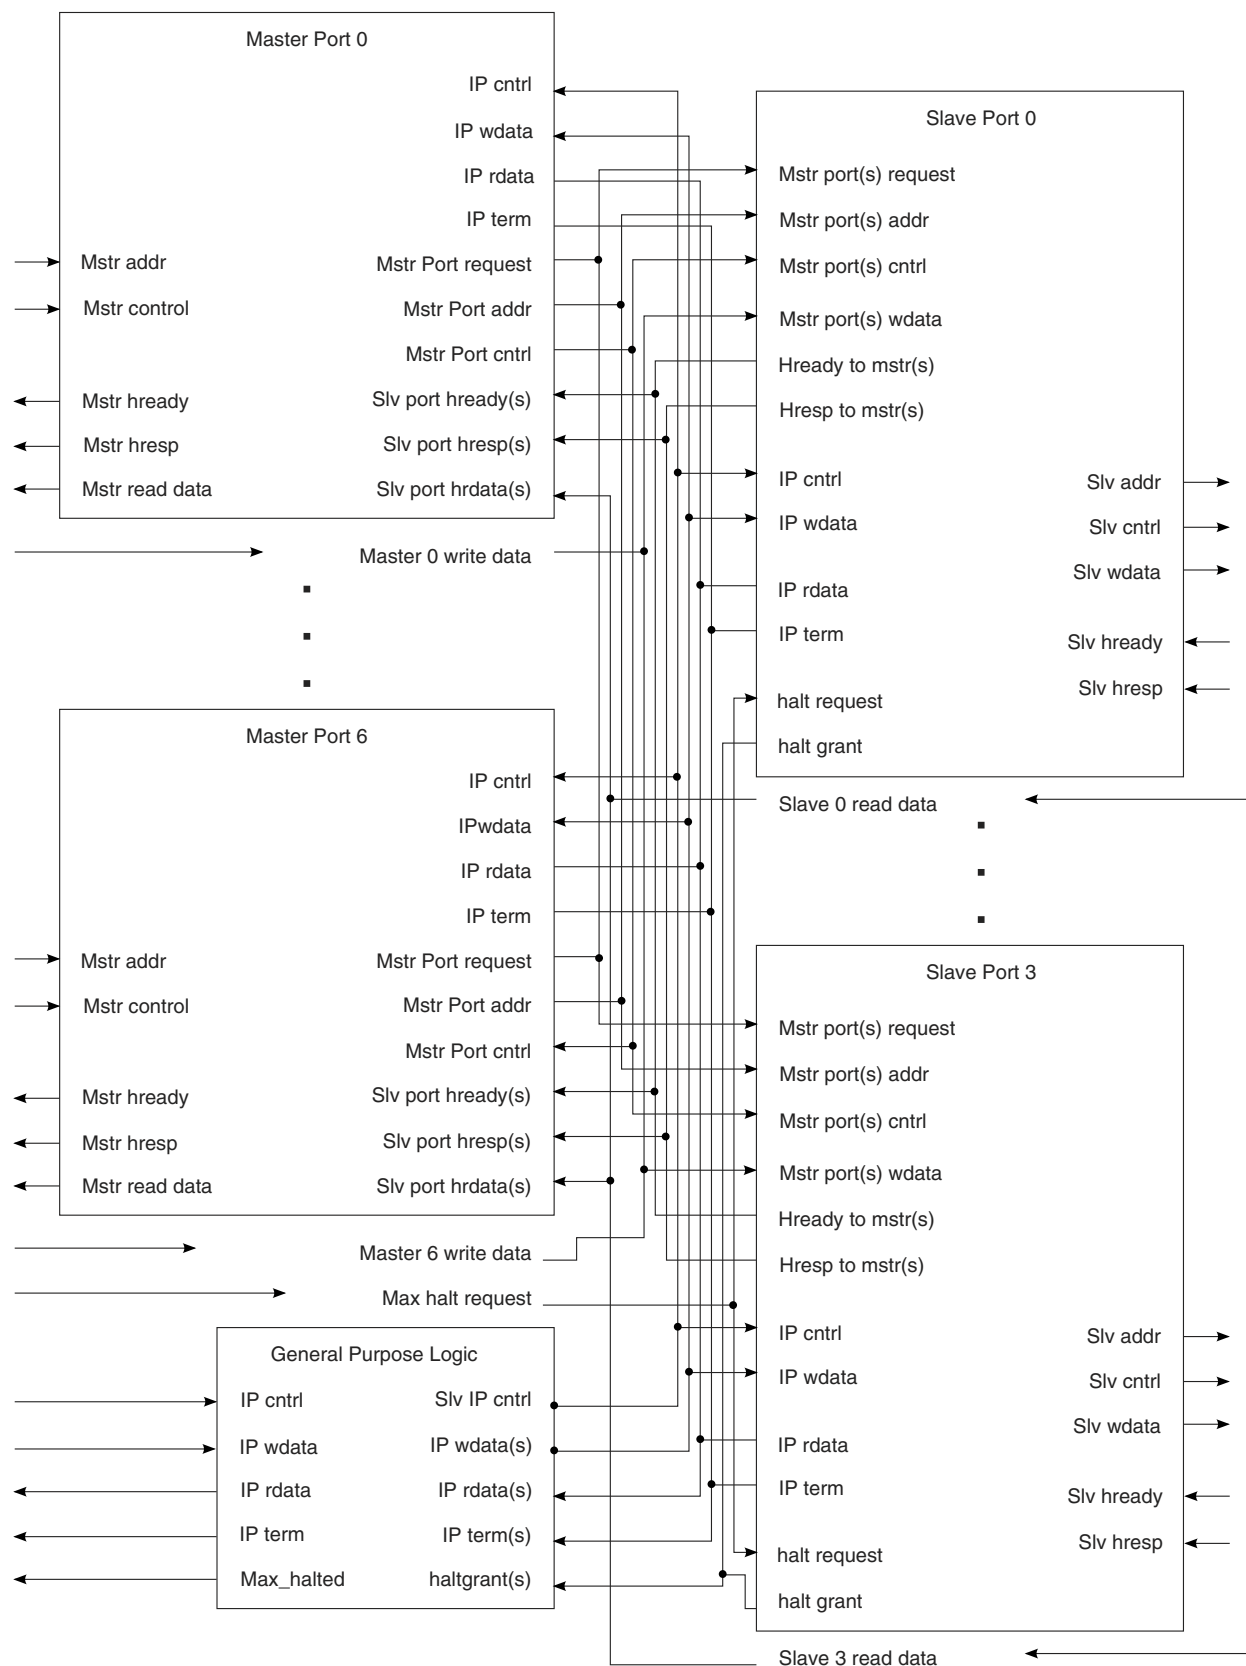 Master Port 0
IP cntrl
IP wdata
IP rdata
IP term
Mstr addr
Mstr Port request
Mstr control
Mstr Port addr
Mstr Port cntrl
Mstr hready
Slv port hready(s)
Mstr hresp
Slv port hresp(s)
Mstr read data
Slv port hrdata(s)
Master 0 write data
Slave Port 0
Mstr port(s) request
Mstr port(s) addr
Mstr port(s) cntrl
Mstr port(s) wdata
Hready to mstr(s)
Hresp to mstr(s)
IP cntrl
Slv addr
IP wdata
Slv cntrl
Slv wdata
IP rdata
IP term
Slv hready
Slv hresp
halt request
halt grant
Slave 0 read data
Master Port 6
IP cntrl
IPwdata
IP rdata
IP term
Mstr addr
Mstr Port request
Mstr control
Mstr Port addr
Mstr Port cntrl
Mstr hready
Slv port hready(s)
Mstr hresp
Slv port hresp(s)
Mstr read data
Slv port hrdata(s)
Master 6 write data
Max halt request
General Purpose Logic
IP cntrl
Slv IP cntrl
IP wdata
IP wdata(s)
IP rdata
IP rdata(s)
IP term
IP term(s)
Max_halted
haltgrant(s)
Slave Port 3
Mstr port(s) request
Mstr port(s) addr
Mstr port(s) cntrl
Mstr port(s) wdata
Hready to mstr(s)
Hresp to mstr(s)
IP cntrl
Slv addr
IP wdata
Slv cntrl
Slv wdata
IP rdata
IP term
Slv hready
Slv hresp
halt request
halt grant
Slave 3 read data